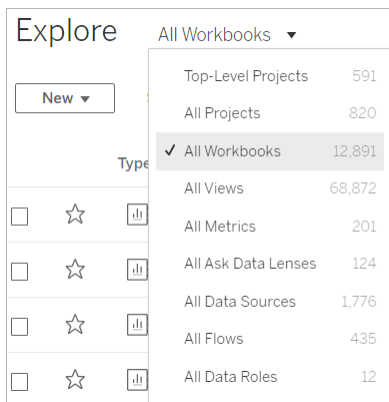 Explore All Workbooks
Top-Level Projects 591
New
All Projects 820
All Workbooks 12,891
Type
All Views 68,872
All Metrics 201
All Ask Data Lenses 124
All Data Sources 1,776
All Flows 435
All Data Roles 12